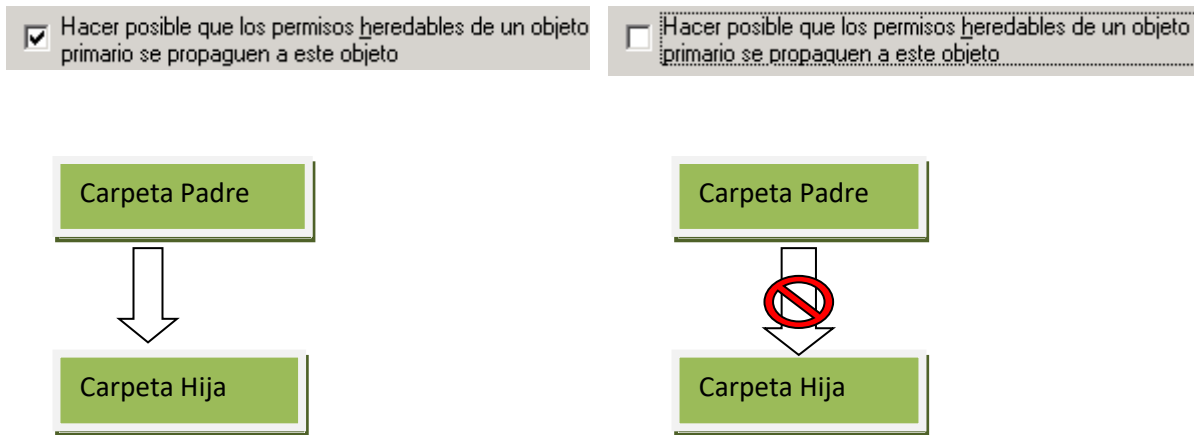 Hacer posible que los permisos heredables de un objeto
primario se propaguen a este objeto
Hacer posible que los permisos heredables de un objeto
primario se propaguen a este objeto
Carpeta Padre
Carpeta Padre
Carpeta Hija
Carpeta Hija